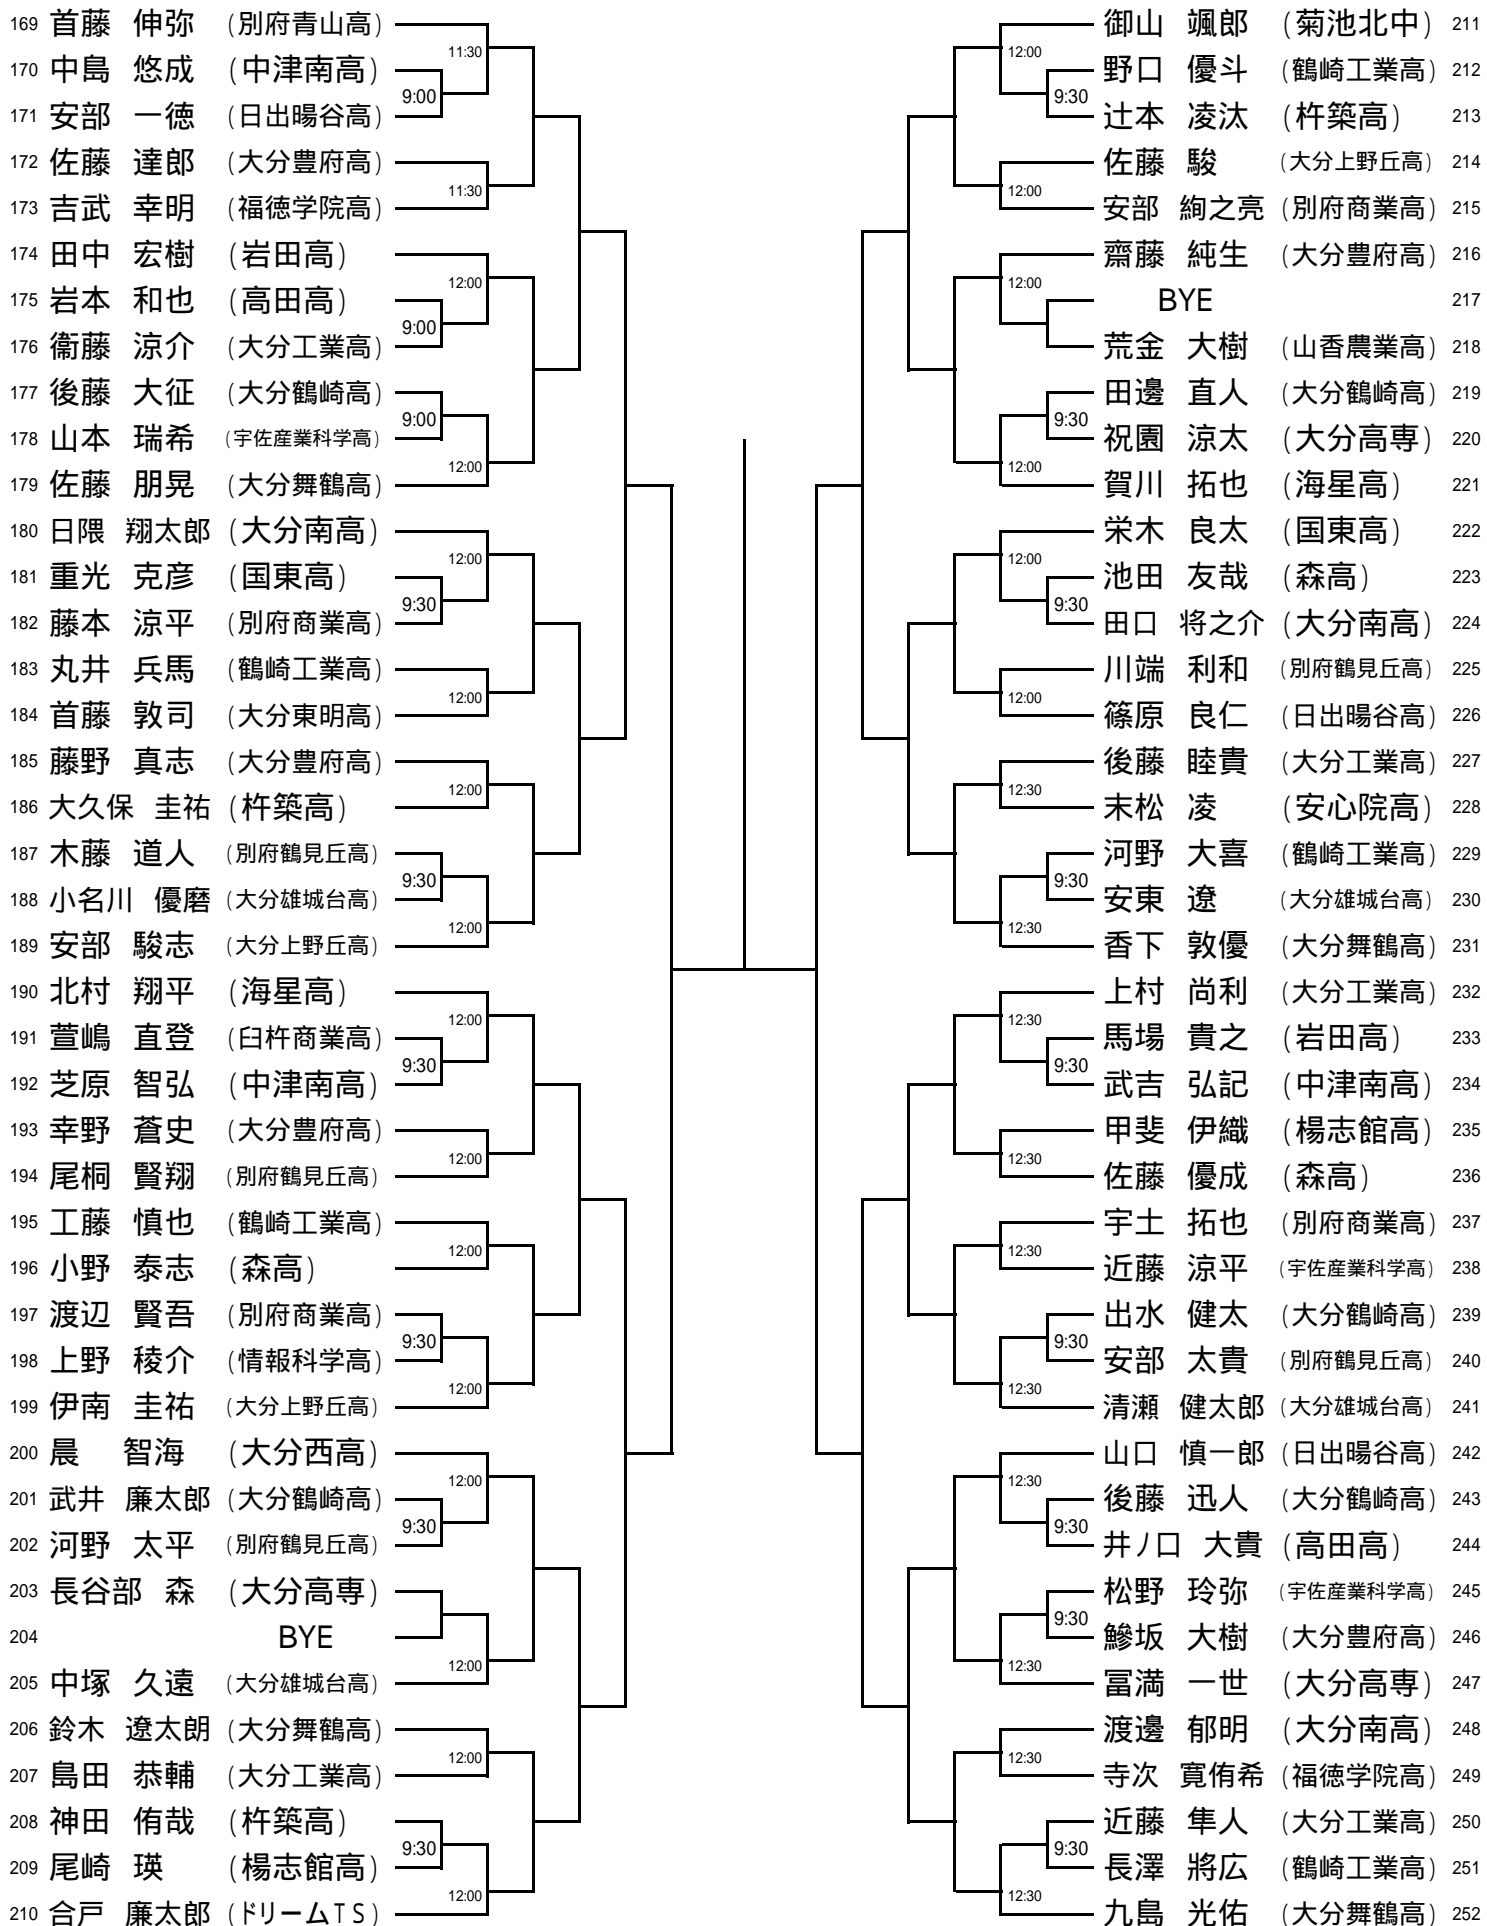 169 首藤 伸弥 (別府青山高)
11:30
170 中島 悠成 (中津南高)
9:00
171 安部 一徳 (日出暘谷高)
172 佐藤 達郎 (大分豊府高)
11:30
173 吉武 幸明 (福徳学院高)
174 田中 宏樹 (岩田高)
12:00
175 岩本 和也 (高田高)
9:00
176 衞藤 涼介 (大分工業高)
177 後藤 大征 (大分鶴崎高)
9:00
178 山本 瑞希 (宇佐産業科学高)
12:00
179 佐藤 朋晃 (大分舞鶴高)
180 日隈 翔太郎 (大分南高)
12:00
181 重光 克彦 (国東高)
9:30
182 藤本 涼平 (別府商業高)
183 丸井 兵馬 (鶴崎工業高)
12:00
184 首藤 敦司 (大分東明高)
185 藤野 真志 (大分豊府高)
12:00
186 大久保 圭祐 (杵築高)
187 木藤 道人 (別府鶴見丘高)
9:30
188 小名川 優磨 (大分雄城台高)
12:00
189 安部 駿志 (大分上野丘高)
190 北村 翔平 (海星高)
12:00
191 萱嶋 直登 (臼杵商業高)
9:30
192 芝原 智弘 (中津南高)
193 幸野 蒼史 (大分豊府高)
12:00
194 尾桐 賢翔 (別府鶴見丘高)
195 工藤 慎也 (鶴崎工業高)
12:00
196 小野 泰志 (森高)
197 渡辺 賢吾 (別府商業高)
9:30
198 上野 稜介 (情報科学高)
12:00
199 伊南 圭祐 (大分上野丘高)
200 晨 智海 (大分西高)
12:00
201 武井 廉太郎 (大分鶴崎高)
9:30
202 河野 太平 (別府鶴見丘高)
203 長谷部 森 (大分高専)
204 BYE
12:00
205 中塚 久遠 (大分雄城台高)
206 鈴木 遼太朗 (大分舞鶴高)
12:00
207 島田 恭輔 (大分工業高)
208 神田 侑哉 (杵築高)
9:30
209 尾崎 瑛 (楊志館高)
12:00
210 合戸 廉太郎 (ドリームTS)
御山 颯郎 (菊池北中) 211
12:00
野口 優斗 (鶴崎工業高) 212
9:30
辻本 凌汰 (杵築高) 213
佐藤 駿 (大分上野丘高) 214
12:00
安部 絢之亮 (別府商業高) 215
齋藤 純生 (大分豊府高) 216
12:00
BYE 217
荒金 大樹 (山香農業高) 218
田邊 直人 (大分鶴崎高) 219
9:30
祝園 涼太 (大分高専) 220
12:00
賀川 拓也 (海星高) 221
栄木 良太 (国東高) 222
12:00
池田 友哉 (森高) 223
9:30
田口 将之介 (大分南高) 224
川端 利和 (別府鶴見丘高) 225
12:00
篠原 良仁 (日出暘谷高) 226
後藤 睦貴 (大分工業高) 227
12:30
末松 凌 (安心院高) 228
河野 大喜 (鶴崎工業高) 229
9:30
安東 遼 (大分雄城台高) 230
12:30
香下 敦優 (大分舞鶴高) 231
上村 尚利 (大分工業高) 232
12:30
馬場 貴之 (岩田高) 233
9:30
武吉 弘記 (中津南高) 234
甲斐 伊織 (楊志館高) 235
12:30
佐藤 優成 (森高) 236
宇土 拓也 (別府商業高) 237
12:30
近藤 涼平 (宇佐産業科学高) 238
出水 健太 (大分鶴崎高) 239
9:30
安部 太貴 (別府鶴見丘高) 240
12:30
清瀬 健太郎 (大分雄城台高) 241
山口 慎一郎 (日出暘谷高) 242
12:30
後藤 迅人 (大分鶴崎高) 243
9:30
井ノ口 大貴 (高田高) 244
松野 玲弥 (宇佐産業科学高) 245
9:30
鰺坂 大樹 (大分豊府高) 246
12:30
冨満 一世 (大分高専) 247
渡邊 郁明 (大分南高) 248
12:30
寺次 寛侑希 (福徳学院高) 249
近藤 隼人 (大分工業高) 250
9:30
長澤 將広 (鶴崎工業高) 251
12:30
九島 光佑 (大分舞鶴高) 252